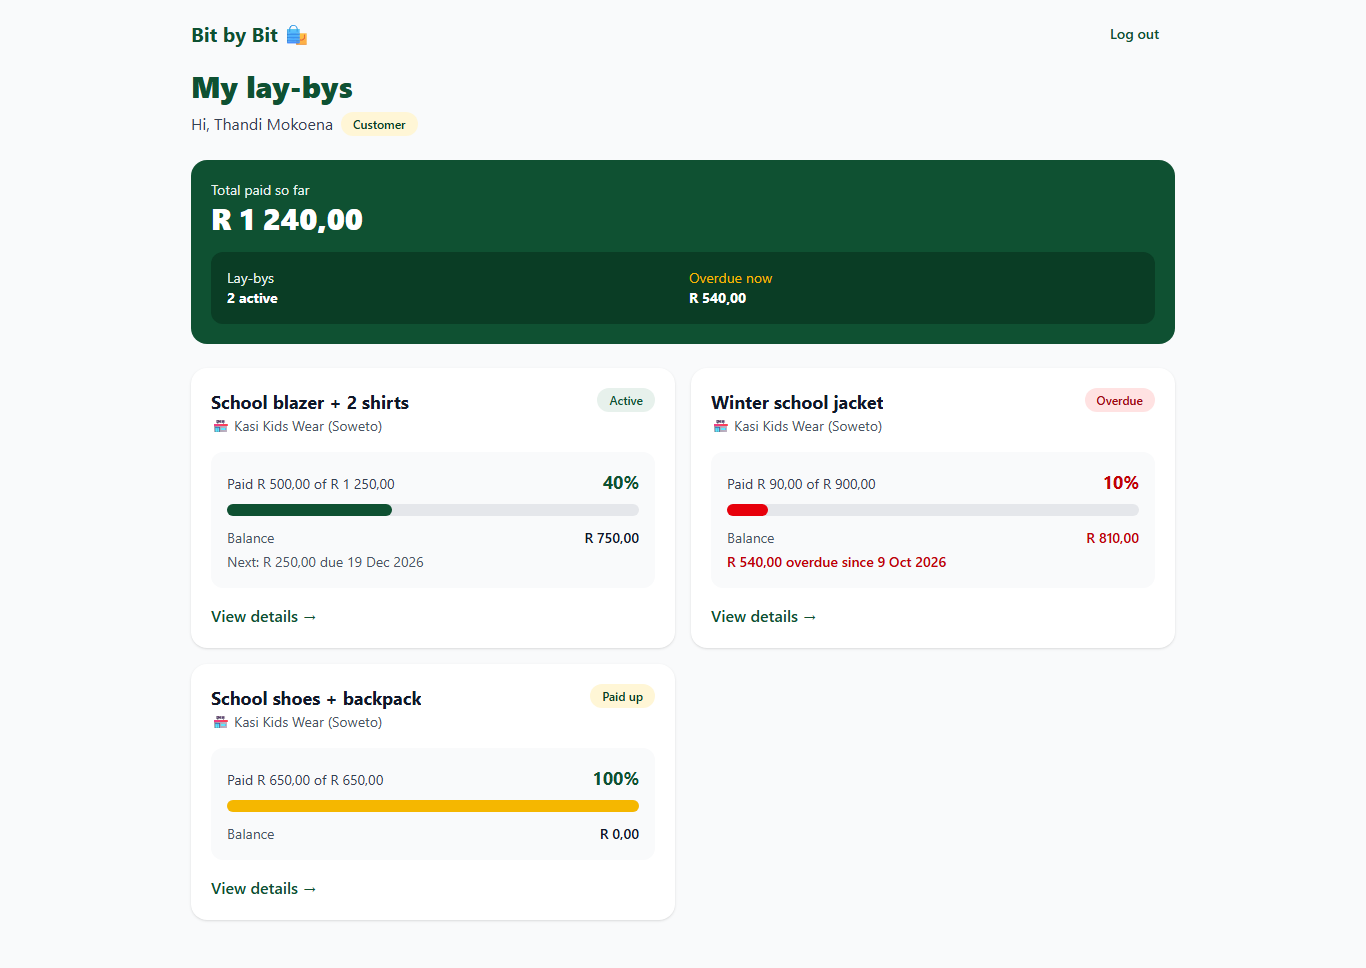 Bit by Bit 🛍️
Log out
My lay-bys
Hi, Thandi Mokoena
Customer
Total paid so far
R 1 240,00
Lay-bys
2 active
Overdue now
R 540,00
School blazer + 2 shirts
Active
🏪 Kasi Kids Wear (Soweto)
Paid R 500,00 of R 1 250,00
40%
Balance
R 750,00
Next: R 250,00 due 19 Dec 2026
View details →
Winter school jacket
Overdue
🏪 Kasi Kids Wear (Soweto)
Paid R 90,00 of R 900,00
10%
Balance
R 810,00
R 540,00 overdue since 9 Oct 2026
View details →
School shoes + backpack
Paid up
🏪 Kasi Kids Wear (Soweto)
Paid R 650,00 of R 650,00
100%
Balance
R 0,00
View details →